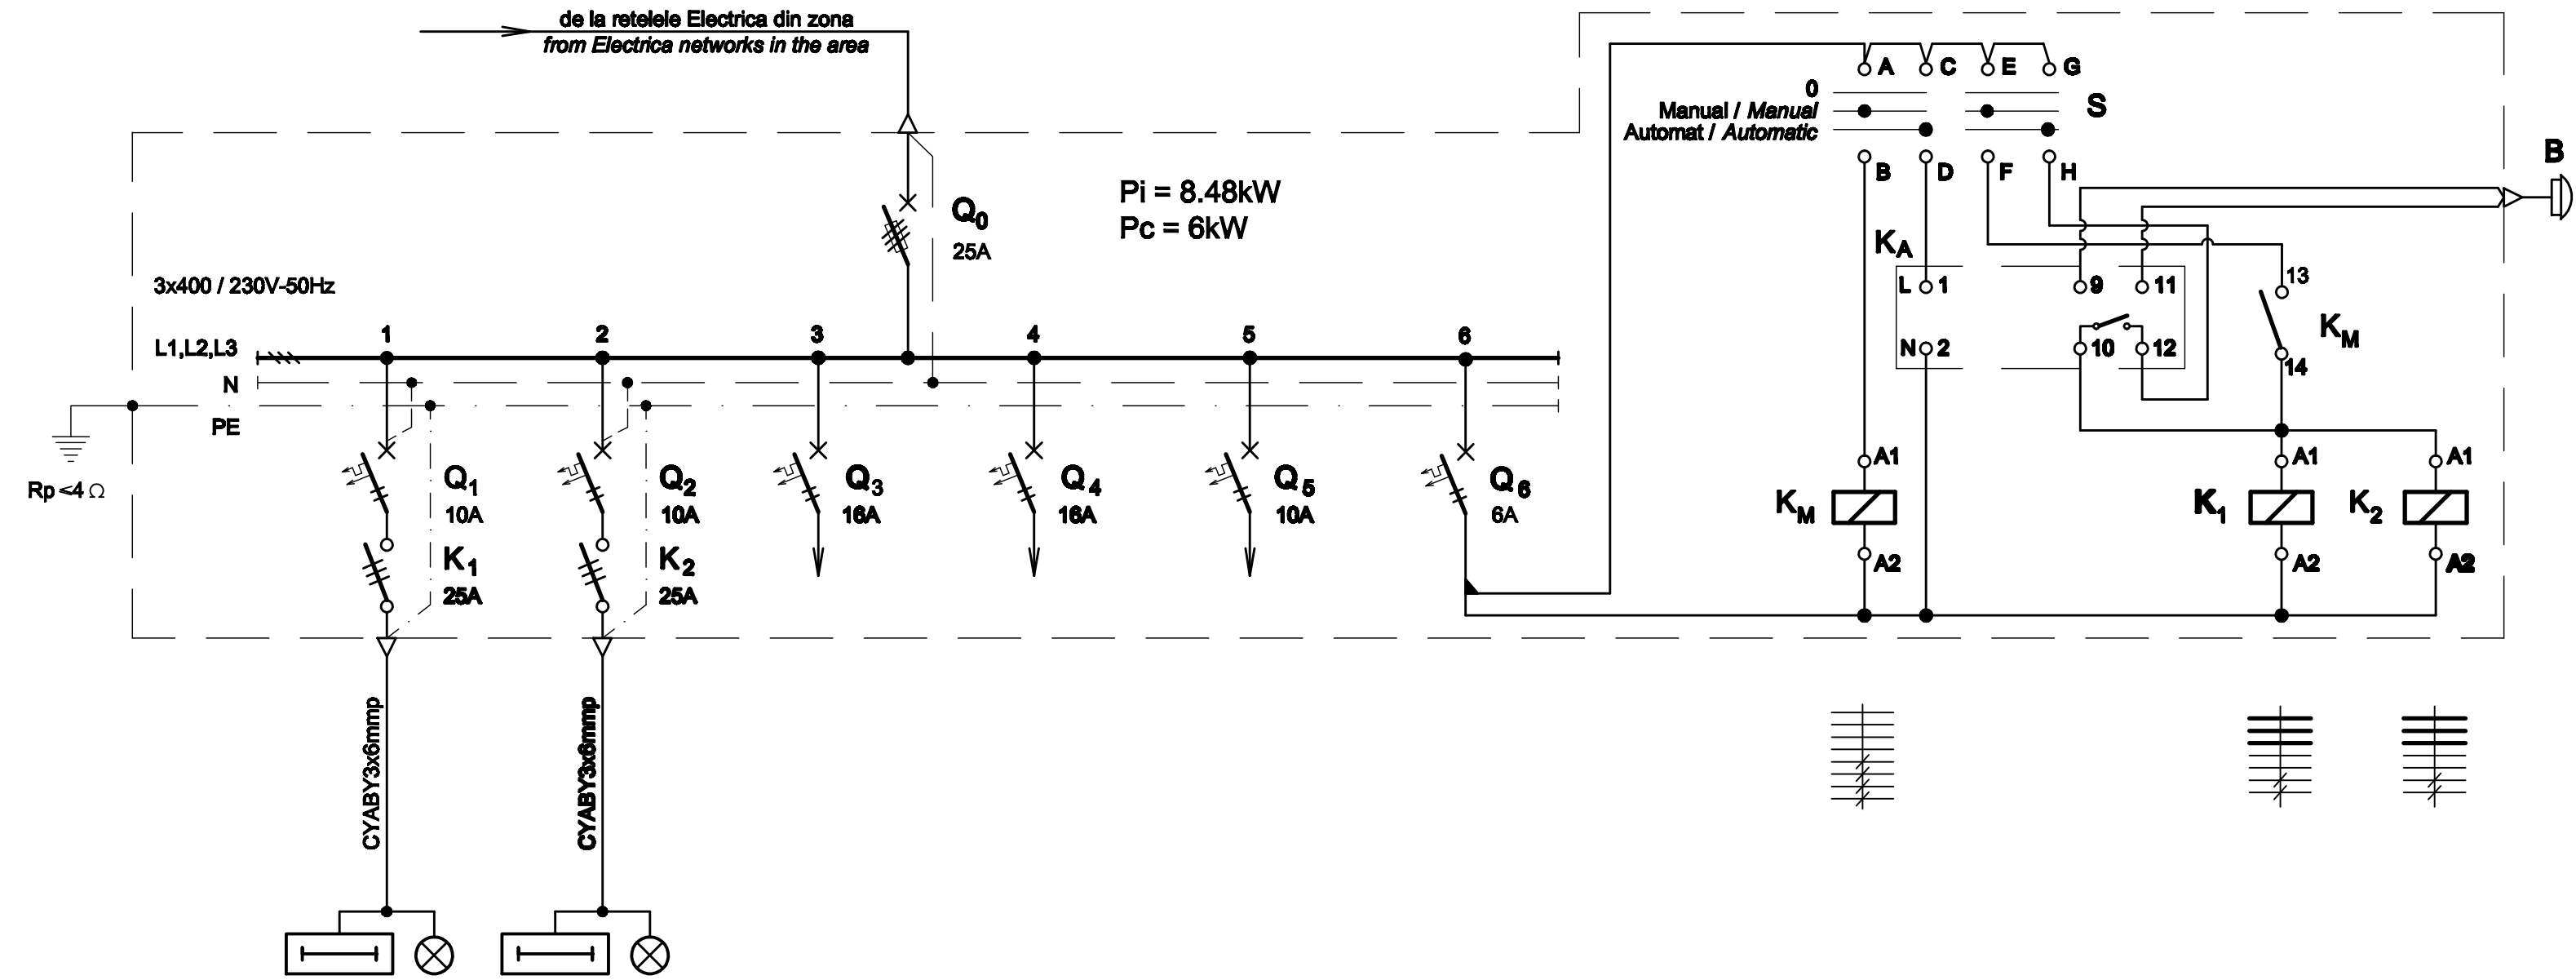 de la retelele Electrica din zona
from Electrica networks in the area
A C E G
0
Manual / Manual
Automat / Automatic
S
B D F H
B
Pi = 8.48kW
Pc = 6kW
Q0
25A
KA
3x400 / 230V-50Hz
L 1 9 11 13
L1,L2,L3
1 2 3 4 5 6
KM
N 2 10 12 14
N
PE
Rp <4 Ω
Q1
10A
Q2
10A
Q3
16A
Q4
16A
Q5
10A
Q6
6A
K1
25A
K2
25A
A1 A1 A1
KM K1 K2
A2 A2 A2
CYABY3x6mmp
CYABY3x6mmp